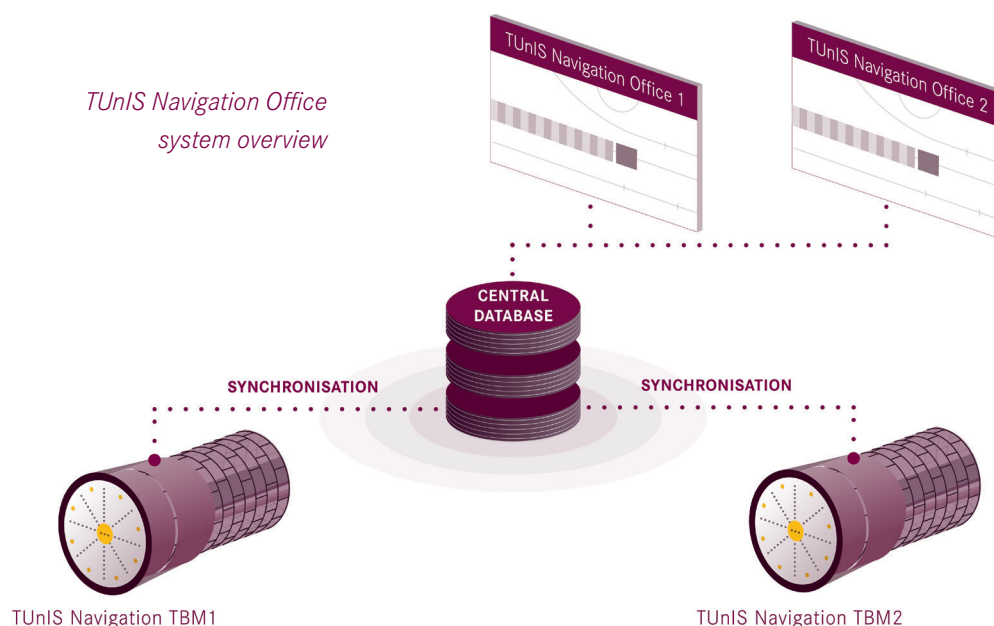 TUnIS Navigation Office
system overview
TUnIS Navigation Office 1
TUnIS Navigation Office 2
CENTRAL
DATABASE
SYNCHRONISATION
SYNCHRONISATION
TUnIS Navigation TBM1
TUnIS Navigation TBM2